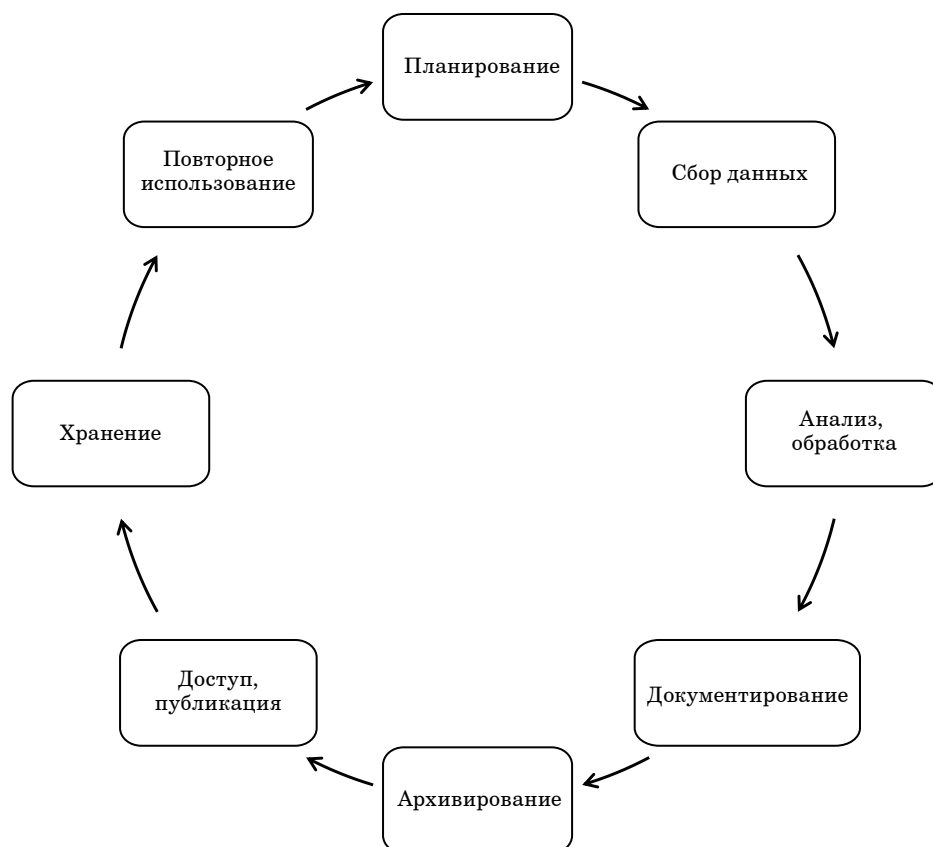 Планирование
Сбор данных
Анализ,
обработка
Документирование
Архивирование
Доступ,
публикация
Хранение
Повторное
использование